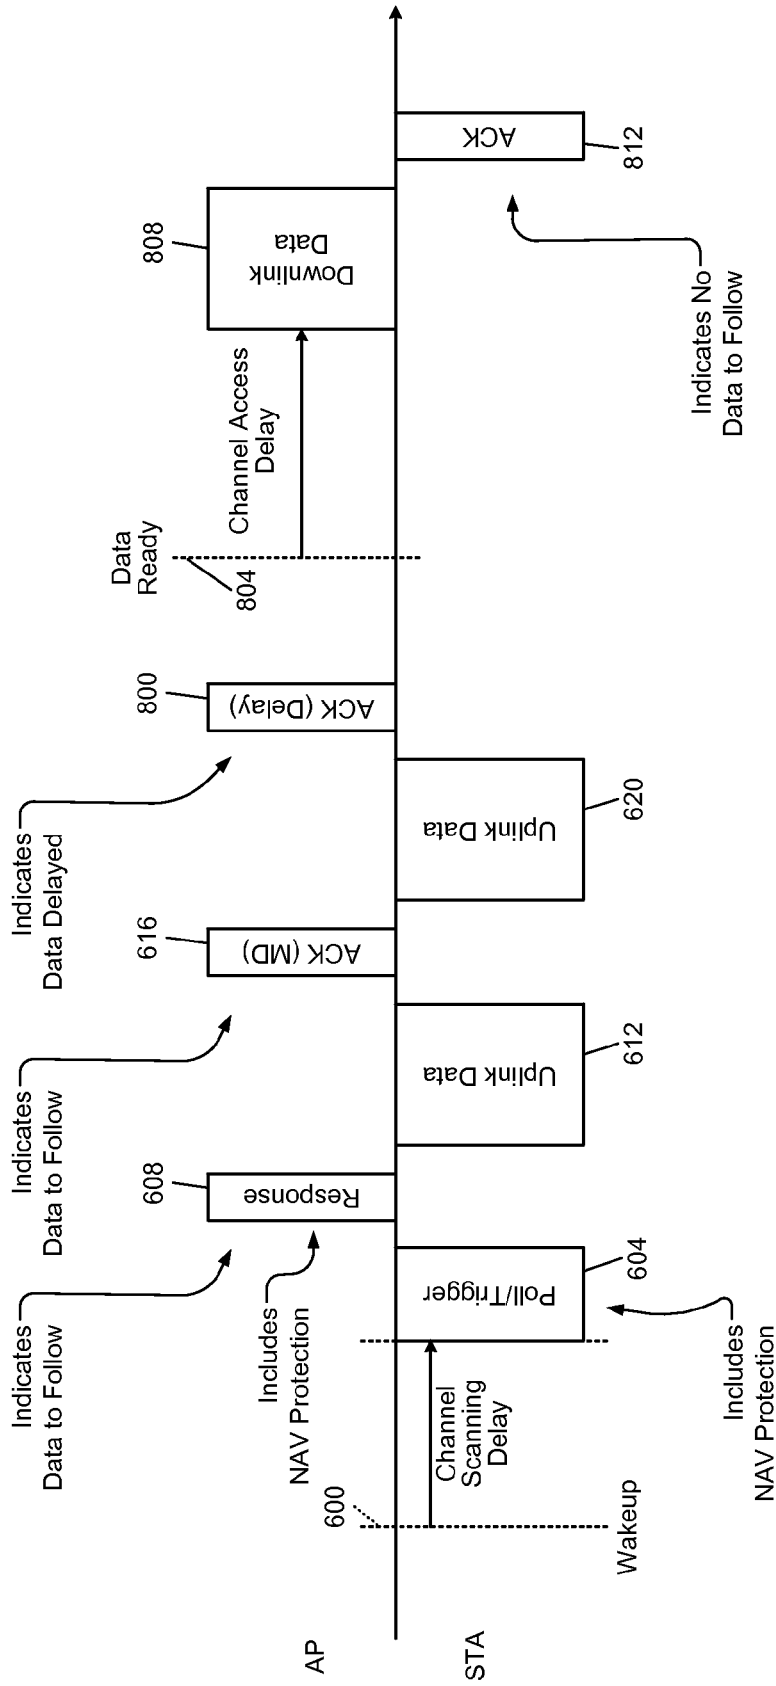 Indicates
Data to Follow
Indicates
Data to Follow
Indicates
Data Delayed
Includes
NAV Protection
608
616
800
Data
Ready
804
Channel Access
Delay
808
AP
600
Response
ACK (MD)
ACK (Delay)
Downlink
Data
STA
Wakeup
Channel
Scanning
Delay
Poll/Trigger
604
Uplink Data
612
Uplink Data
620
ACK
812
Includes
NAV Protection
Indicates No
Data to Follow